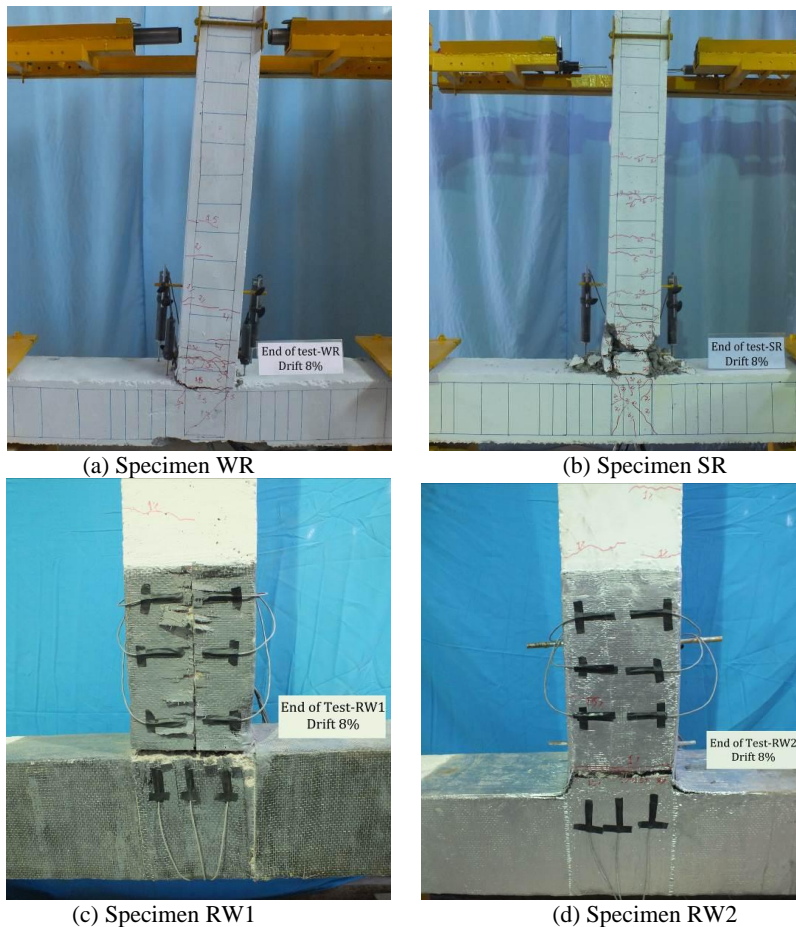 End of test-WR
Drift 8%
End of test-SR
Drift 8%
(a) Specimen WR
(b) Specimen SR
End of Test-RW1
Drift 8%
End of Test-RW2
Drift 8%
(c) Specimen RW1
(d) Specimen RW2